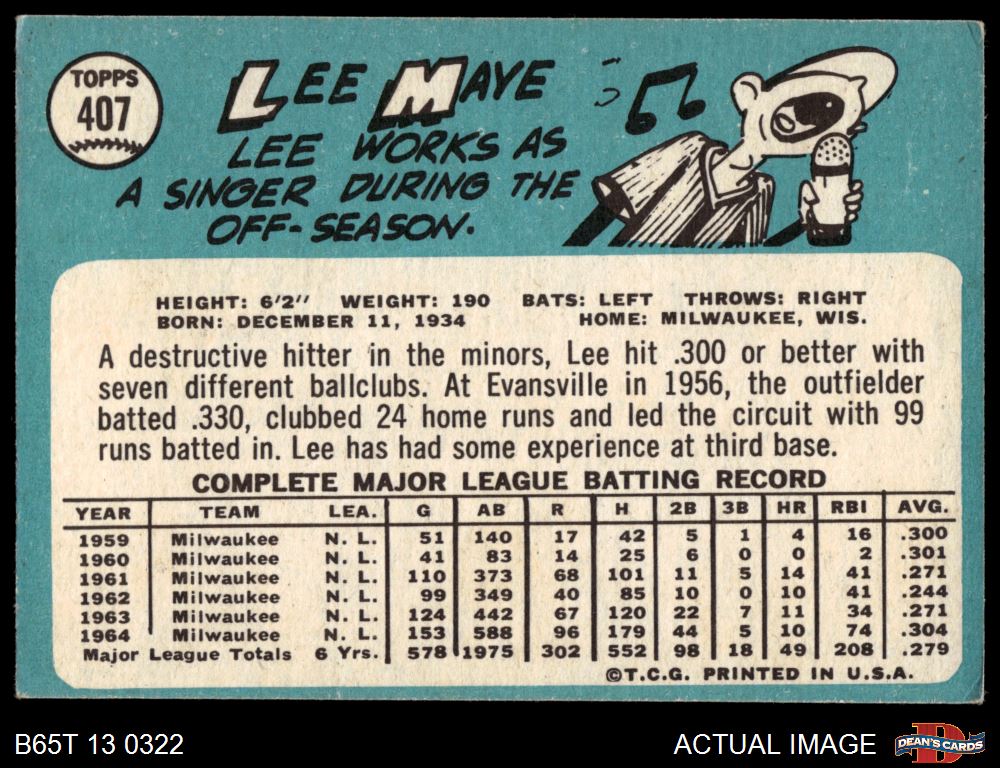 TOPPS
407
LEE MAYE
LEE WORKS AS
A SINGER DURING THE
OFF-SEASON.
HEIGHT: 6'2'' WEIGHT: 190 BATS: LEFT THROWS: RIGHT
BORN: DECEMBER 11, 1934 HOME: MILWAUKEE, WIS.
A destructive hitter in the minors, Lee hit .300 or better with
seven different ballclubs. At Evansville in 1956, the outfielder
batted .330, clubbed 24 home runs and led the circuit with 99
runs batted in. Lee has had some experience at third base.
COMPLETE MAJOR LEAGUE BATTING RECORD
YEAR TEAM LEA. G AB R H 2B 3B HR RBI AVG.
1959 Milwaukee N. L. 51 140 17 42 5 1 4 16 .300
1960 Milwaukee N. L. 41 83 14 25 6 0 0 2 .301
1961 Milwaukee N. L. 110 373 68 101 11 5 14 41 .271
1962 Milwaukee N. L. 99 349 40 85 10 0 10 41 .244
1963 Milwaukee N. L. 124 442 67 120 22 7 11 34 .271
1964 Milwaukee N. L. 153 588 96 179 44 5 10 74 .304
Major League Totals 6 Yrs. 578 1975 302 552 98 18 49 208 .279
©T.C.G. PRINTED IN U.S.A.
B65T 13 0322 ACTUAL IMAGE D DEAN'S CARDS